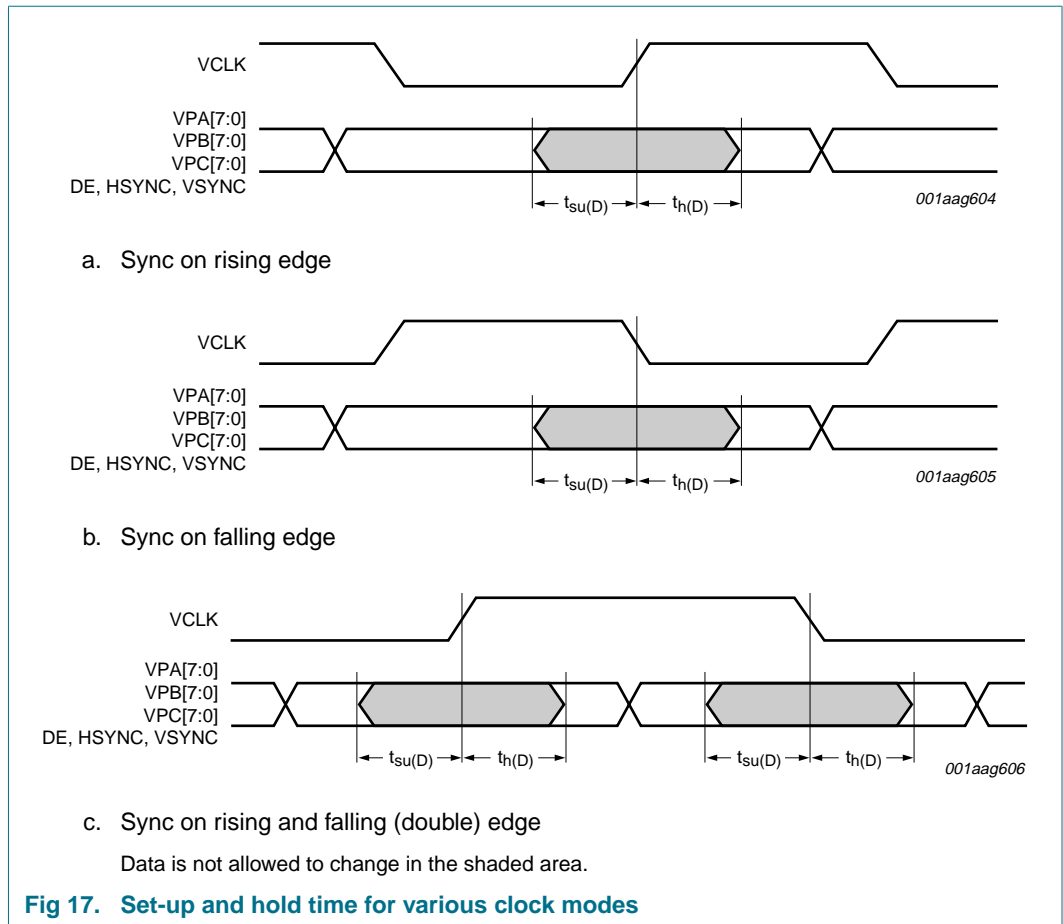 VCLK
VPA[7:0]
VPB[7:0]
VPC[7:0]
DE, HSYNC, VSYNC
tsu(D) th(D)
001aag604
a. Sync on rising edge
VCLK
VPA[7:0]
VPB[7:0]
VPC[7:0]
DE, HSYNC, VSYNC
tsu(D) th(D)
001aag605
b. Sync on falling edge
VCLK
VPA[7:0]
VPB[7:0]
VPC[7:0]
DE, HSYNC, VSYNC
tsu(D) th(D) tsu(D) th(D)
001aag606
c. Sync on rising and falling (double) edge
Data is not allowed to change in the shaded area.
Fig 17. Set-up and hold time for various clock modes